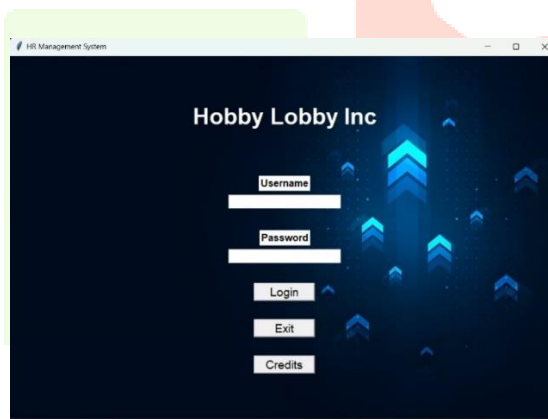 HR Management System
Hobby Lobby Inc
Username
Password
Login
Exit
Credits